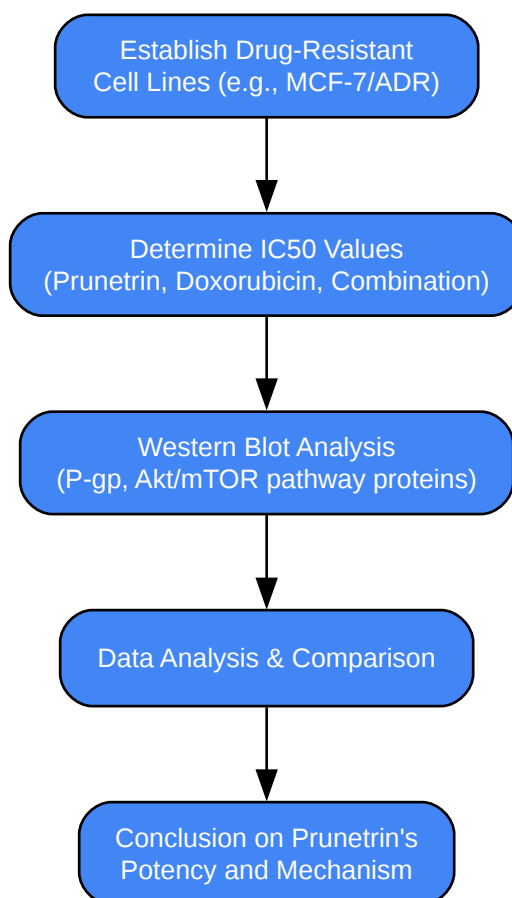 Establish Drug-Resistant
Cell Lines (e.g., MCF-7/ADR)
Determine IC50 Values
(Prunetrin, Doxorubicin, Combination)
Western Blot Analysis
(P-gp, Akt/mTOR pathway proteins)
Data Analysis & Comparison
Conclusion on Prunetrin's
Potency and Mechanism